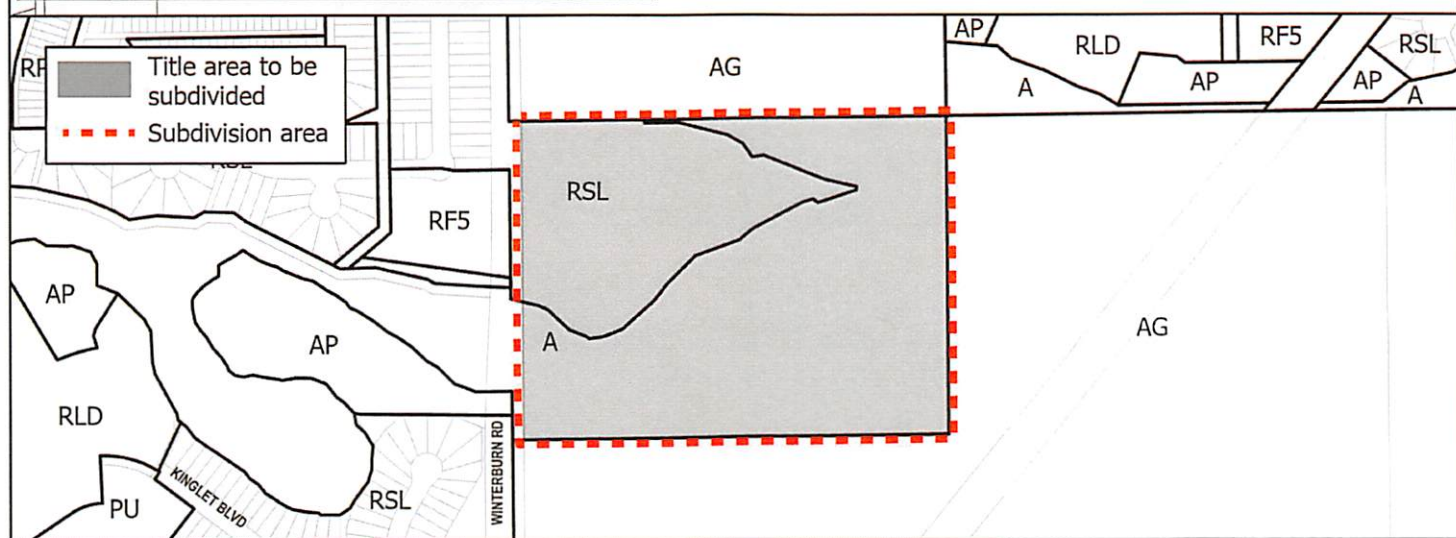 AP
RLD
RF5
RSL
AG
A
AP
AP
A
Title area to be
subdivided
Subdivision area
RSL
RF5
AP
A
AP
AG
RLD
WINTERBURN RD
KINGLET BLVD
RSL
PU